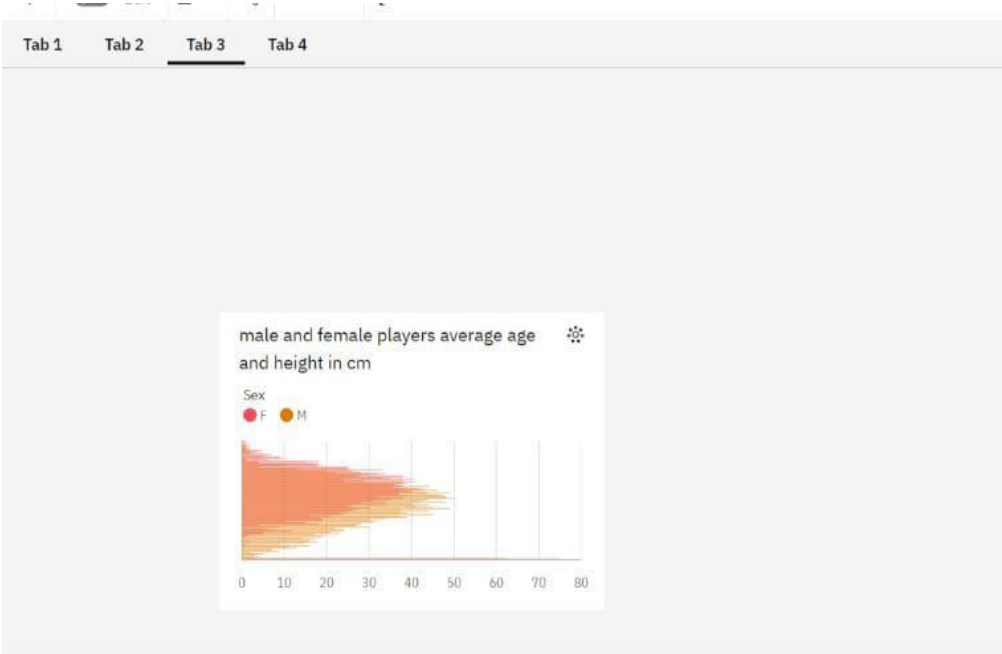 Tab 1 Tab 2 Tab 3 Tab 4
male and female players average age
and height in cm
Sex
F M
0 10 20 30 40 50 60 70 80